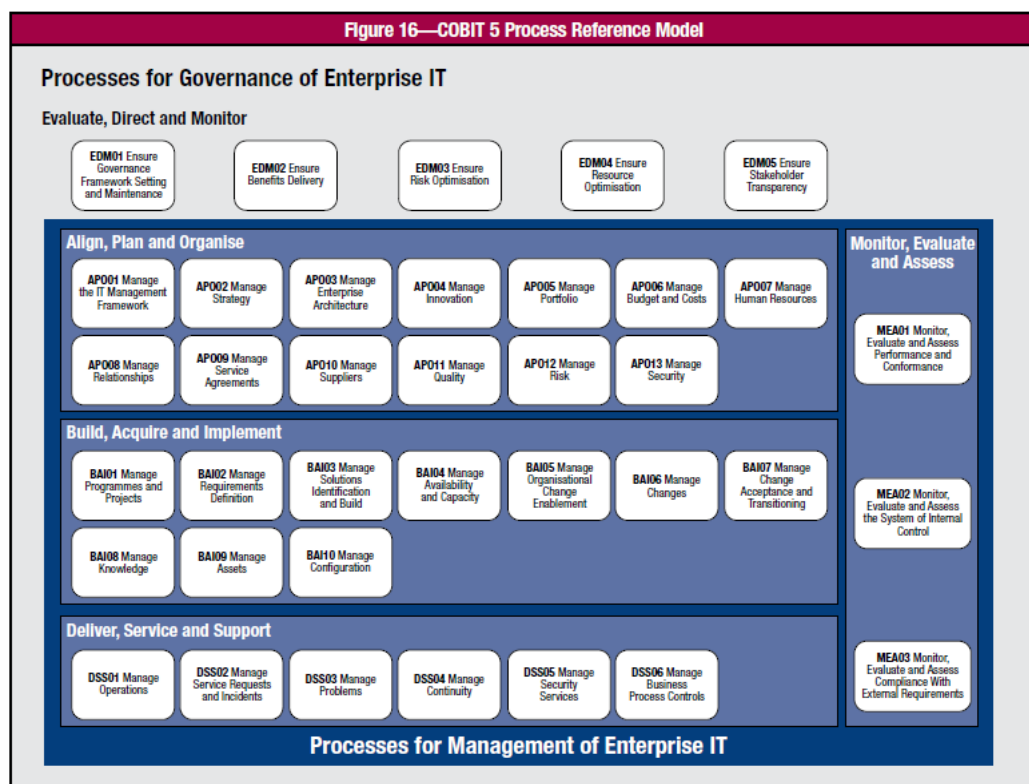 Figure 16—COBIT 5 Process Reference Model
Processes for Governance of Enterprise IT
Evaluate, Direct and Monitor
EDM01 Ensure
Governance
Framework Setting
and Maintenance
EDM02 Ensure
Benefits Delivery
EDM03 Ensure
Risk Optimisation
EDM04 Ensure
Resource
Optimisation
EDM05 Ensure
Stakeholder
Transparency
Align, Plan and Organise
APO01 Manage
the IT Management
Framework
APO02 Manage
Strategy
APO03 Manage
Enterprise
Architecture
APO04 Manage
Innovation
APO05 Manage
Portfolio
APO06 Manage
Budget and Costs
APO07 Manage
Human Resources
APO08 Manage
Relationships
APO09 Manage
Service
Agreements
APO10 Manage
Suppliers
APO11 Manage
Quality
APO12 Manage
Risk
APO13 Manage
Security
Build, Acquire and Implement
BAI01 Manage
Programmes and
Projects
BAI02 Manage
Requirements
Definition
BAI03 Manage
Solutions
Identification
and Build
BAI04 Manage
Availability
and Capacity
BAI05 Manage
Organisational
Change
Enablement
BAI06 Manage
Changes
BAI07 Manage
Change
Acceptance and
Transitioning
BAI08 Manage
Knowledge
BAI09 Manage
Assets
BAI10 Manage
Configuration
Deliver, Service and Support
DSS01 Manage
Operations
DSS02 Manage
Service Requests
and Incidents
DSS03 Manage
Problems
DSS04 Manage
Continuity
DSS05 Manage
Security
Services
DSS06 Manage
Business
Process Controls
Monitor, Evaluate
and Assess
MEA01 Monitor,
Evaluate and Assess
Performance and
Conformance
MEA02 Monitor,
Evaluate and Assess
the System of Internal
Control
MEA03 Monitor,
Evaluate and Assess
Compliance With
External Requirements
Processes for Management of Enterprise IT